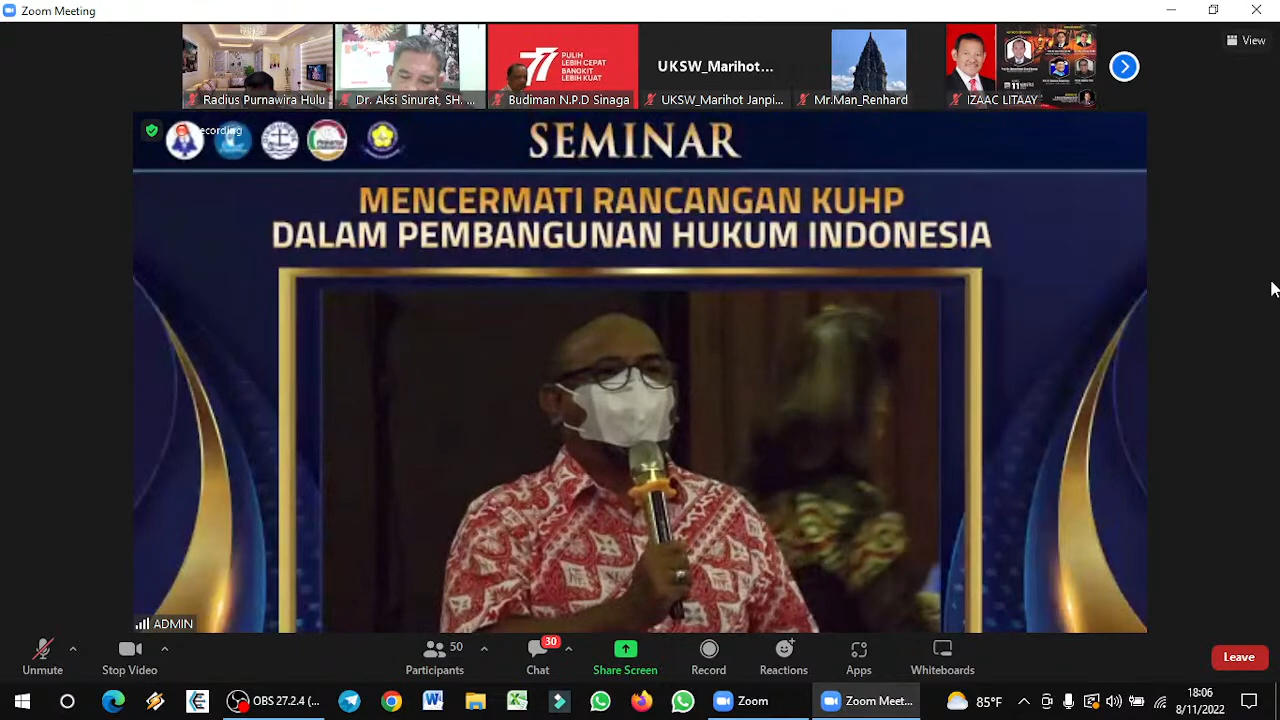 Zoom Meeting
View
77
PULIH
LEBIH CEPAT
BANGKIT
LEBIH KUAT
UKSW_Marihot...
Radius Purnawira Hulu
Dr. Aksi Sinurat, SH. ...
Budiman N.P.D Sinaga
UKSW_Marihot Janpi...
Mr.Man_Renhard
IZAAC LITAAY
ecording
SEMINAR
MENCERMATI RANCANGAN KUHP
DALAM PEMBANGUNAN HUKUM INDONESIA
ADMIN
50
30
Unmute
Stop Video
Participants
Chat
Share Screen
Record
Reactions
Apps
Whiteboards
Leave
OBS 27.2.4 (...
Zoom
Zoom Meet...
85°F
18:06
8/11/2022